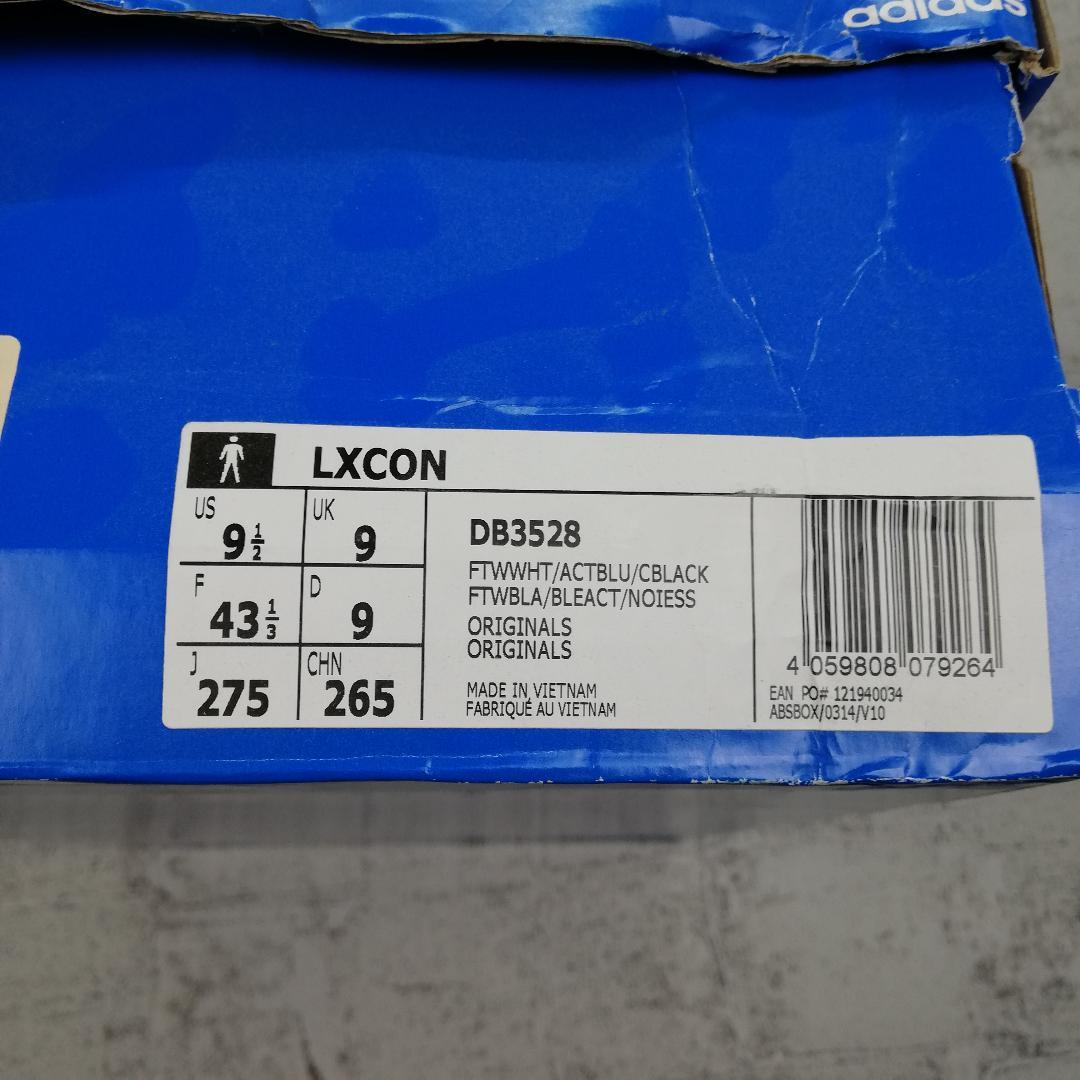 adidas
LXCON
US 9 1/2
UK 9
F 43 1/3
D 9
J 275
CHN 265
DB3528
FTWWHT/ACTBLU/CBLACK
FTWBLA/BLEACT/NOIESS
ORIGINALS
ORIGINALS
MADE IN VIETNAM
FABRIQUÉ AU VIETNAM
4 059808 079264
EAN PO# 121940034
ABSBOX/0314/V10